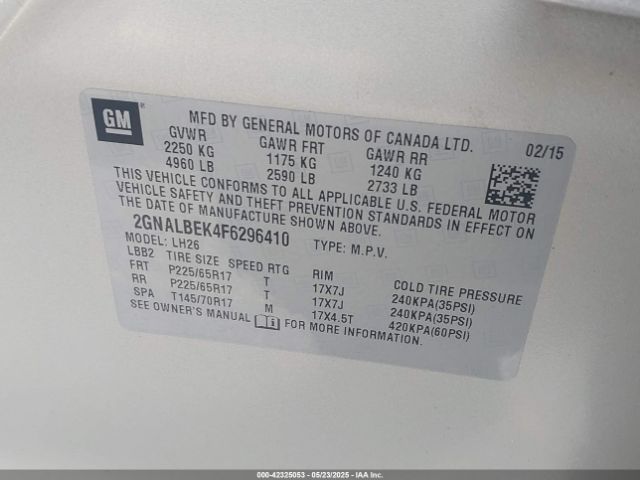 GM
MFD BY GENERAL MOTORS OF CANADA LTD.
02/15
GVWR GAWR FRT GAWR RR
2250 KG 1175 KG 1240 KG
4960 LB 2590 LB 2733 LB
THIS VEHICLE CONFORMS TO ALL APPLICABLE U.S. FEDERAL MOTOR
VEHICLE SAFETY AND THEFT PREVENTION STANDARDS IN EFFECT ON
THE DATE OF MANUFACTURE SHOWN ABOVE.
2GNALBEK4F6296410 TYPE: M.P.V.
MODEL: LH26
LBB2 TIRE SIZE SPEED RTG RIM COLD TIRE PRESSURE
FRT P225/65R17 T 17X7J 240KPA(35PSI)
RR P225/65R17 T 17X7J 240KPA(35PSI)
SPA T145/70R17 M 17X4.5T 420KPA(60PSI)
SEE OWNER'S MANUAL FOR MORE INFORMATION.
000-42325053 - 05/23/2025 - IAAI.COM